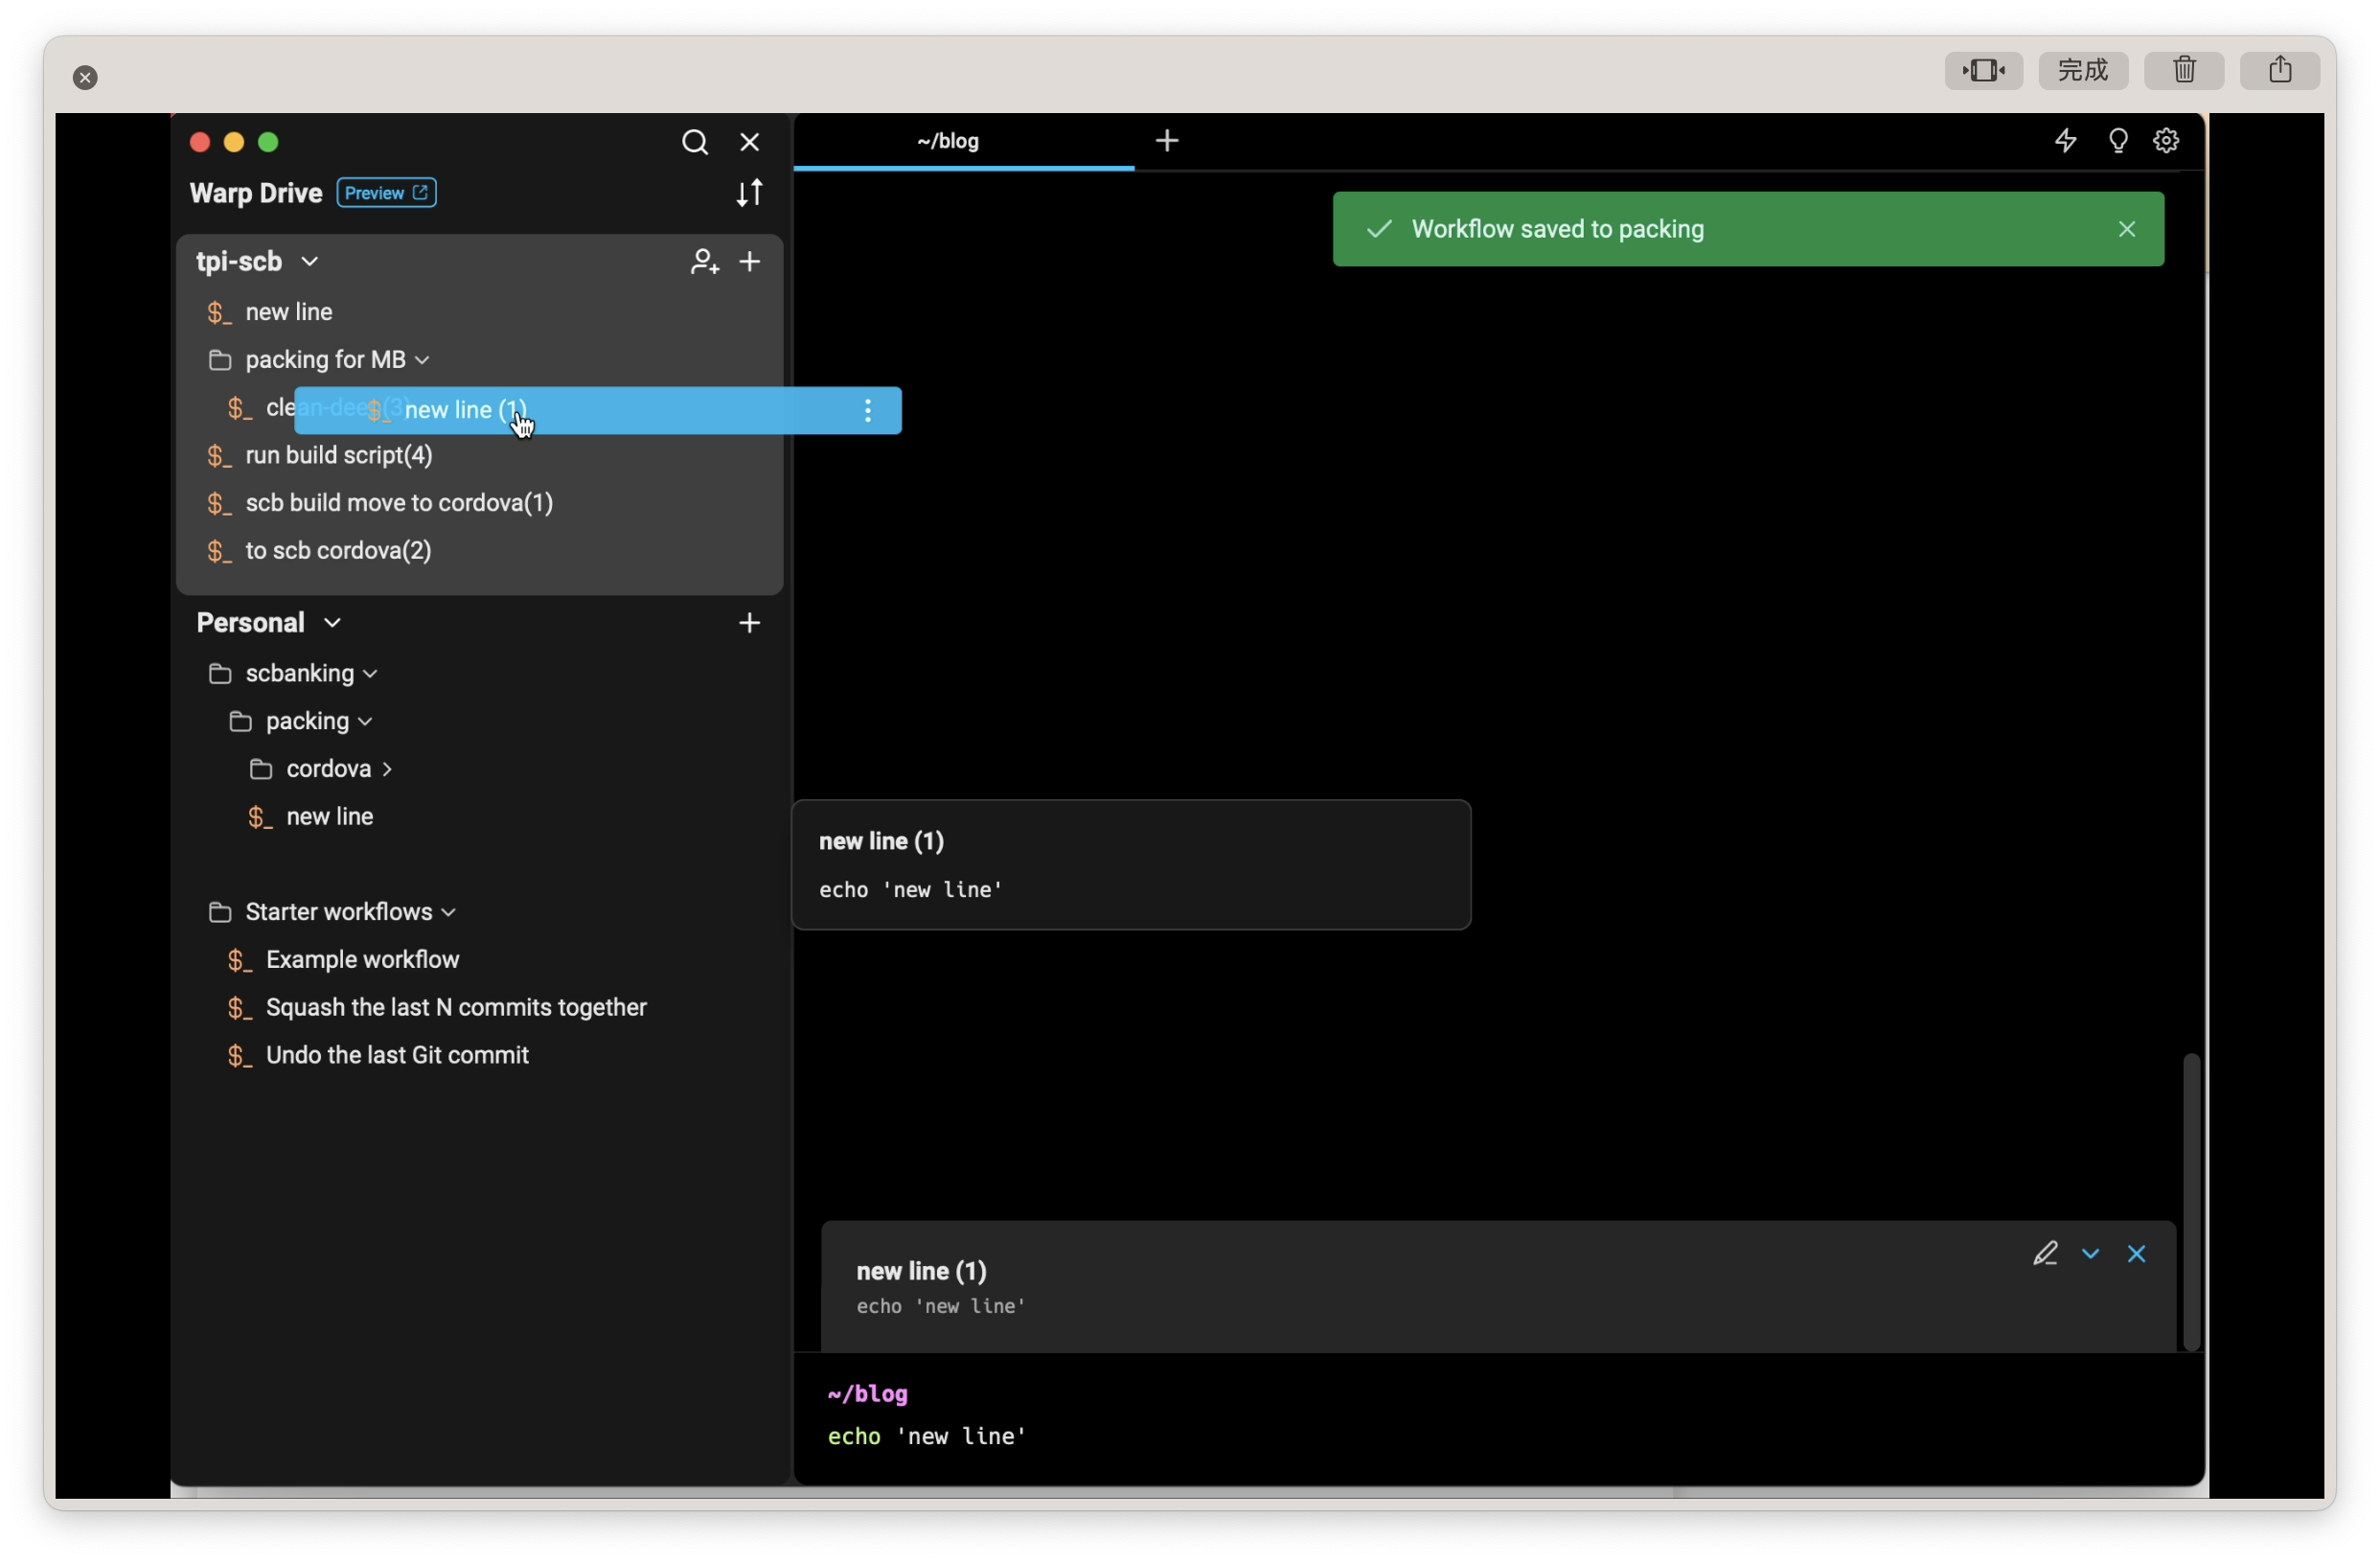 完成
~/blog
Warp Drive Preview
Workflow saved to packing
tpi-scb
$_ new line
packing for MB
$_ clean-deep(3)
$_ new line (1)
$_ run build script(4)
$_ scb build move to cordova(1)
$_ to scb cordova(2)
Personal
scbanking
packing
cordova
$_ new line
Starter workflows
$_ Example workflow
$_ Squash the last N commits together
$_ Undo the last Git commit
new line (1)
echo 'new line'
new line (1)
echo 'new line'
~/blog
echo 'new line'